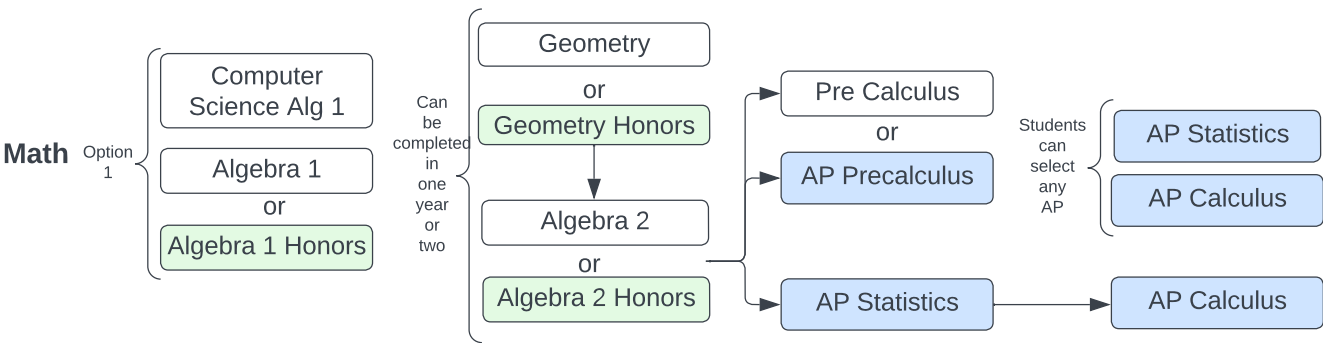 Math
Option
1
Computer
Science Alg 1
Algebra 1
or
Algebra 1 Honors
Can
be
completed
in
one
year
or
two
Geometry
or
Geometry Honors
Algebra 2
or
Algebra 2 Honors
Pre Calculus
or
AP Precalculus
AP Statistics
Students
can
select
any
AP
AP Statistics
AP Calculus
AP Calculus